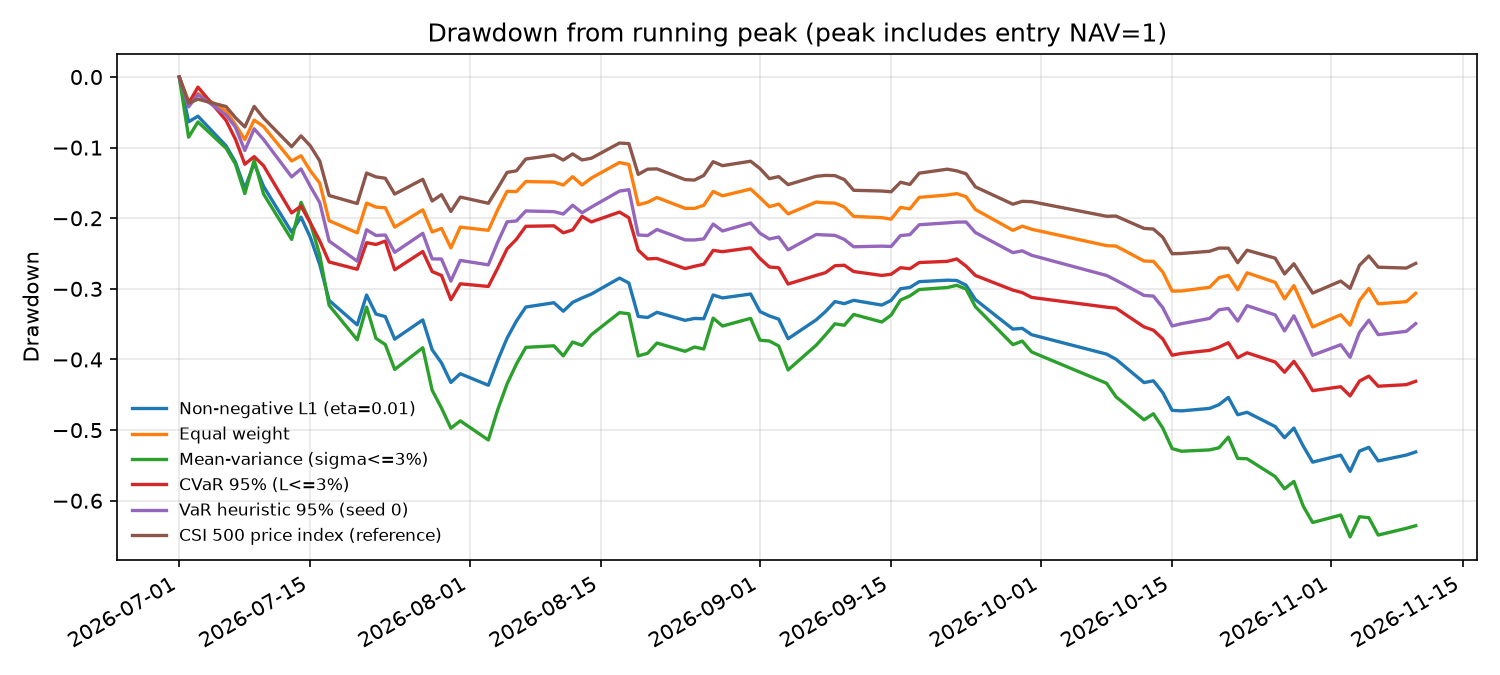 Drawdown from running peak (peak includes entry NAV=1)
Drawdown
0.0
−0.1
−0.2
−0.3
−0.4
−0.5
−0.6
Non-negative L1 (eta=0.01)
Equal weight
Mean-variance (sigma<=3%)
CVaR 95% (L<=3%)
VaR heuristic 95% (seed 0)
CSI 500 price index (reference)
2026-07-01
2026-07-15
2026-08-01
2026-08-15
2026-09-01
2026-09-15
2026-10-01
2026-10-15
2026-11-01
2026-11-15